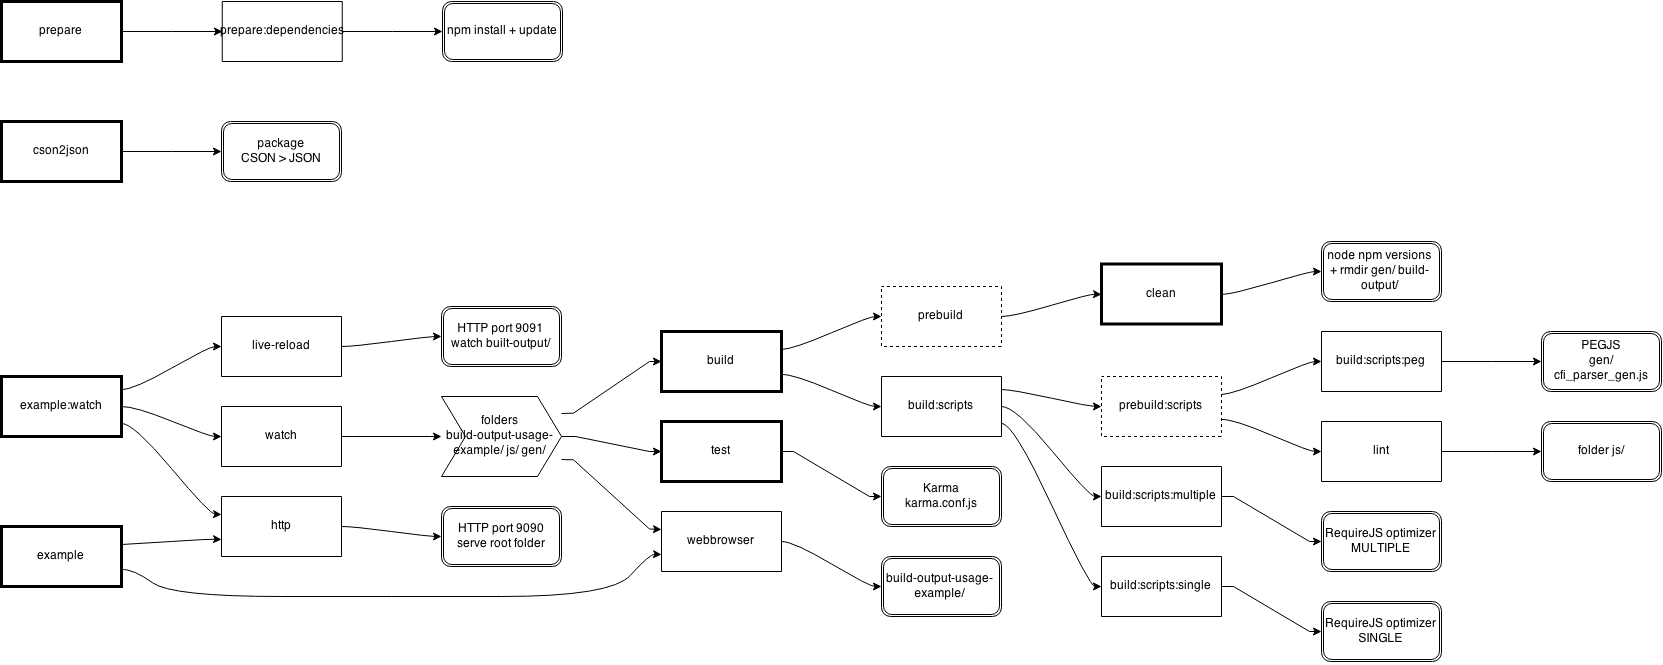 prepare
prepare:dependencies
npm install + update
cson2json
package
CSON > JSON
example:watch
example
live-reload
watch
http
HTTP port 9091
watch built-output/
folders
build-output-usage-
example/ js/ gen/
HTTP port 9090
serve root folder
build
test
webbrowser
prebuild
build:scripts
Karma
karma.conf.js
build-output-usage-
example/
clean
prebuild:scripts
build:scripts:multiple
build:scripts:single
node npm versions
+ rmdir gen/ build-
output/
build:scripts:peg
lint
RequireJS optimizer
MULTIPLE
RequireJS optimizer
SINGLE
PEGJS
gen/
cfi_parser_gen.js
folder js/